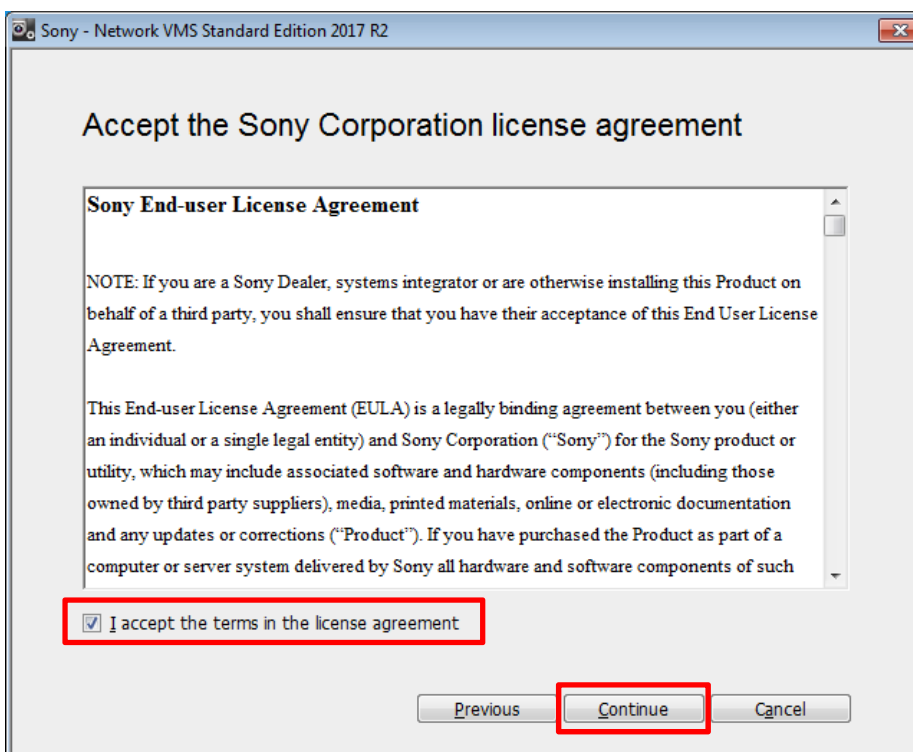 Sony - Network VMS Standard Edition 2017 R2
Accept the Sony Corporation license agreement
Sony End-user License Agreement
NOTE: If you are a Sony Dealer, systems integrator or are otherwise installing this Product on
behalf of a third party, you shall ensure that you have their acceptance of this End User License
Agreement.
This End-user License Agreement (EULA) is a legally binding agreement between you (either
an individual or a single legal entity) and Sony Corporation (“Sony”) for the Sony product or
utility, which may include associated software and hardware components (including those
owned by third party suppliers), media, printed materials, online or electronic documentation
and any updates or corrections (“Product”). If you have purchased the Product as part of a
computer or server system delivered by Sony all hardware and software components of such
I accept the terms in the license agreement
Previous Continue Cancel